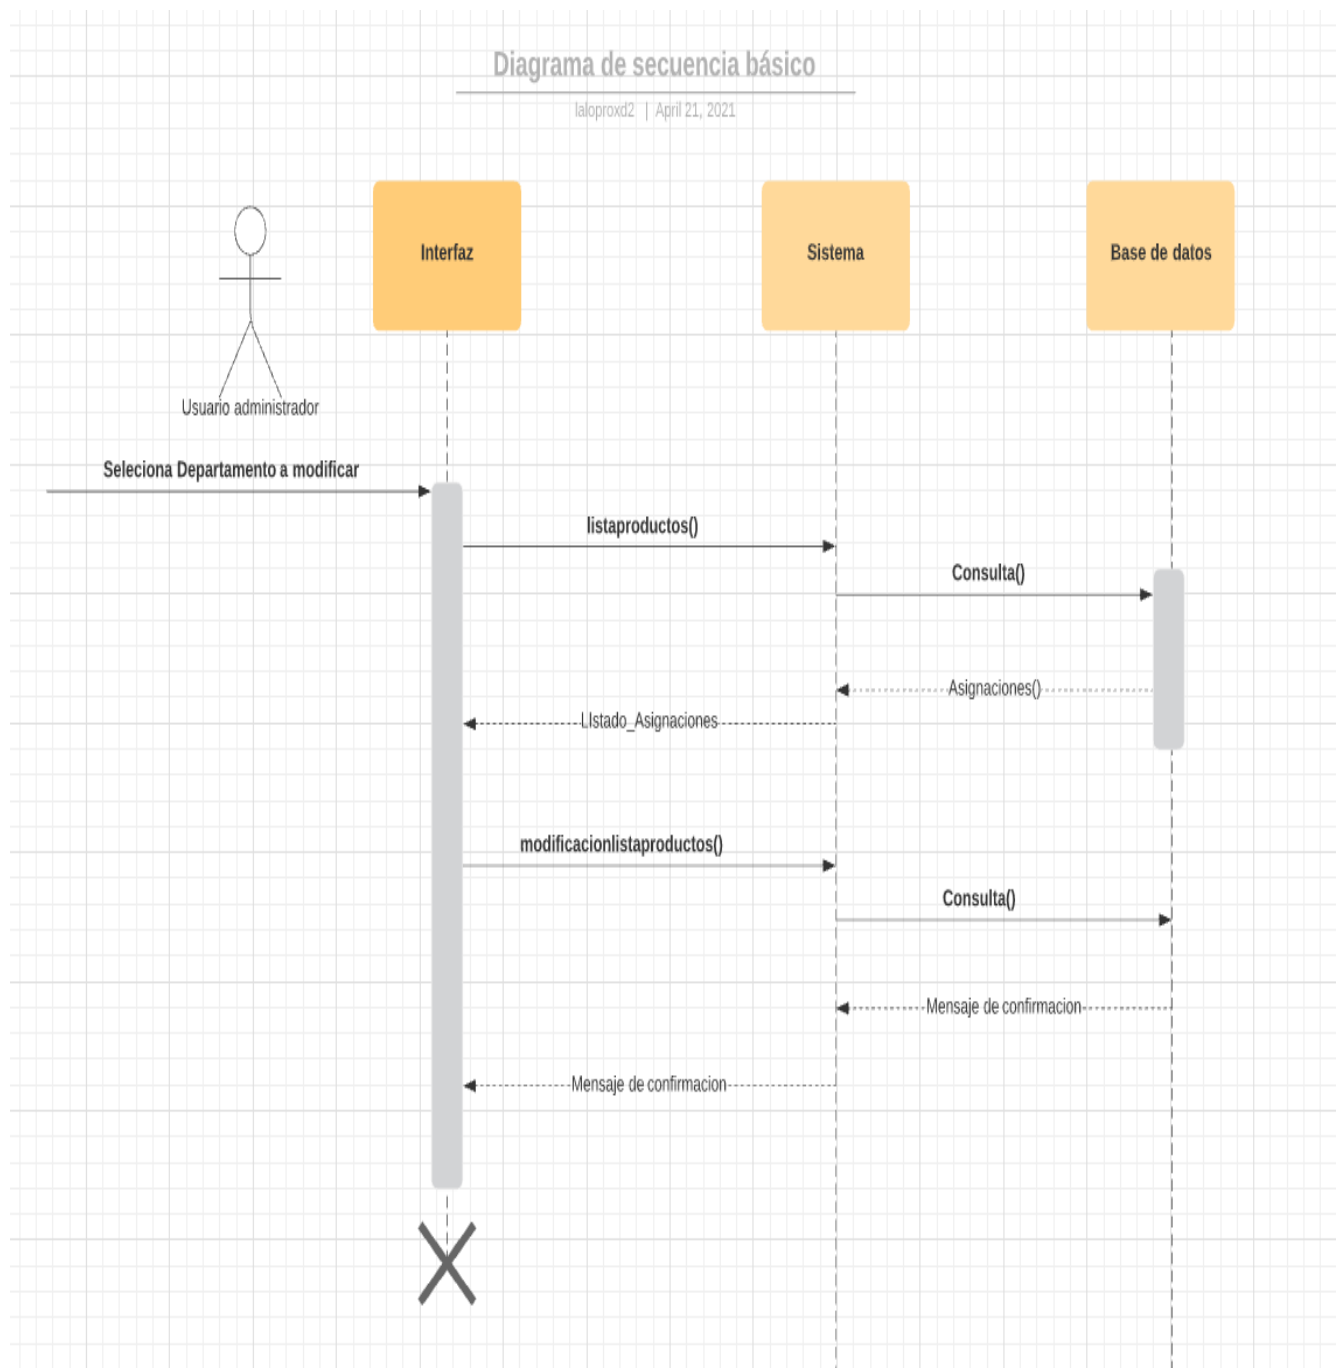 Diagrama de secuencia básico
laloproxd2 | April 21, 2021
Interfaz
Sistema
Base de datos
Usuario administrador
Seleciona Departamento a modificar
listaproductos()
Consulta()
Asignaciones()
LIstado_Asignaciones
modificacionlistaproductos()
Consulta()
Mensaje de confirmacion
Mensaje de confirmacion